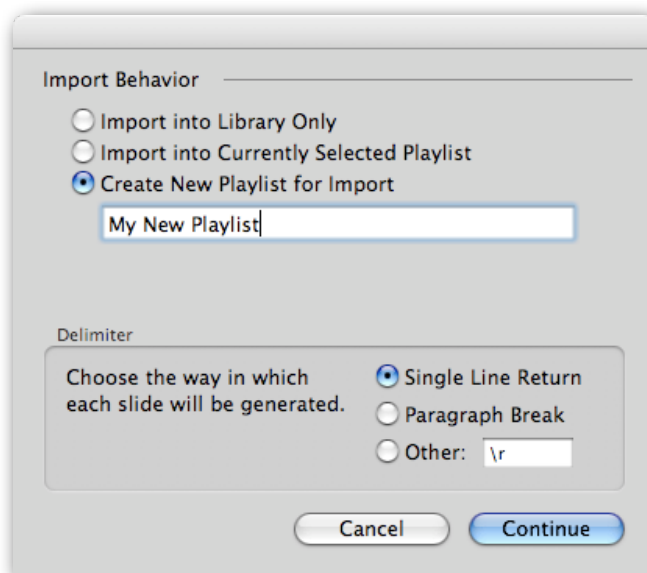 Import Behavior
Import into Library Only
Import into Currently Selected Playlist
Create New Playlist for Import
My New Playlist
Delimiter
Choose the way in which
each slide will be generated.
Single Line Return
Paragraph Break
Other: \r
Cancel Continue